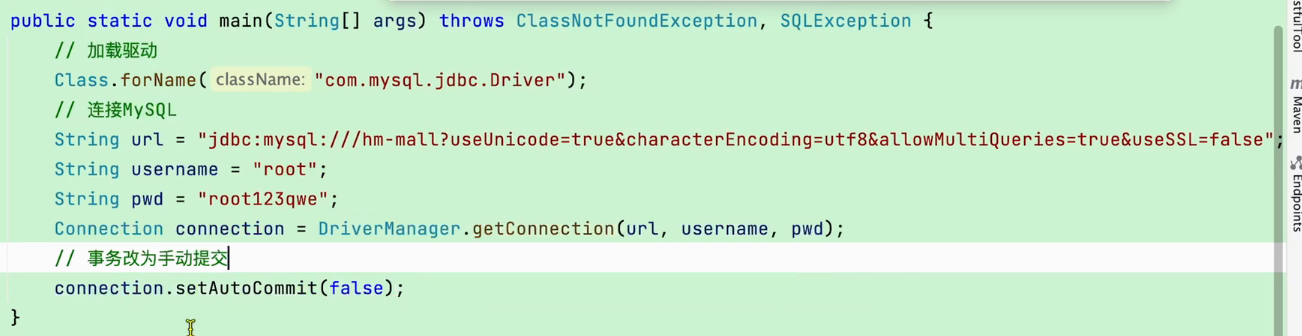 public static void main(String[] args) throws ClassNotFoundException, SQLException {
// 加载驱动
Class.forName( className: "com.mysql.jdbc.Driver");
// 连接MySQL
String url = "jdbc:mysql:///hm-mall?useUnicode=true&characterEncoding=utf8&allowMultiQueries=true&useSSL=false";
String username = "root";
String pwd = "root123qwe";
Connection connection = DriverManager.getConnection(url, username, pwd);
// 事务改为手动提交
connection.setAutoCommit(false);
}
stfulTool
Maven
Endpoints